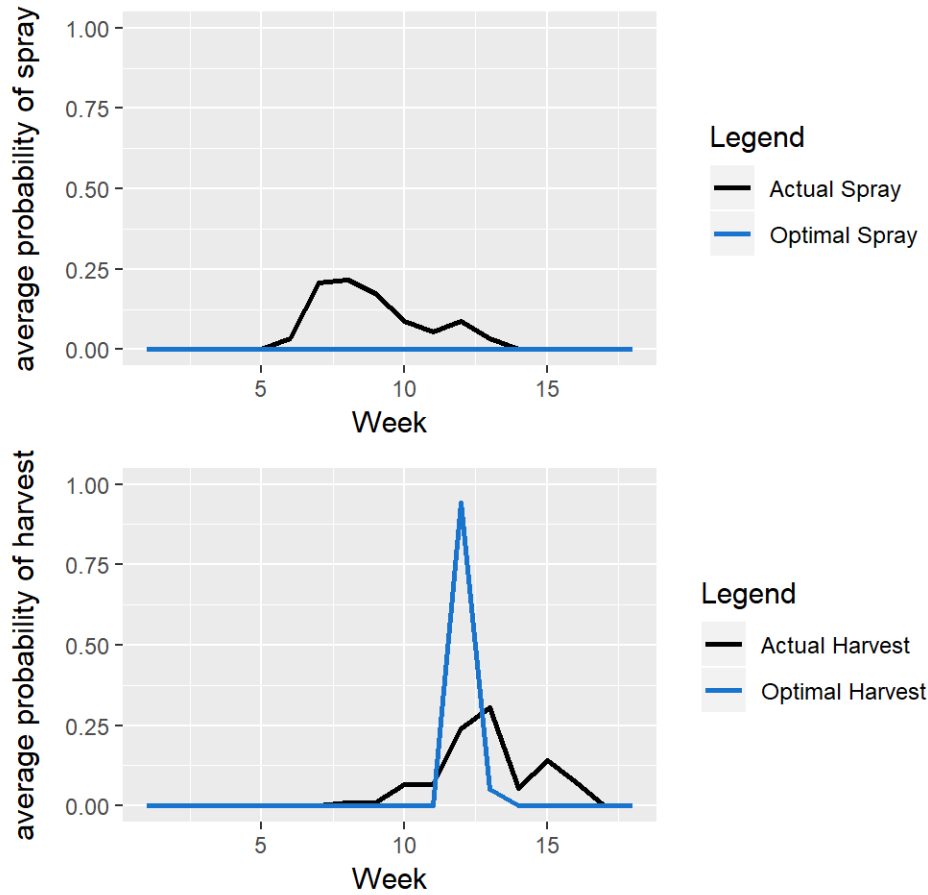 average probability of spray
1.00
0.75
0.50
0.25
0.00
5 10 15
Week
Legend
Actual Spray
Optimal Spray
average probability of harvest
1.00
0.75
0.50
0.25
0.00
5 10 15
Week
Legend
Actual Harvest
Optimal Harvest